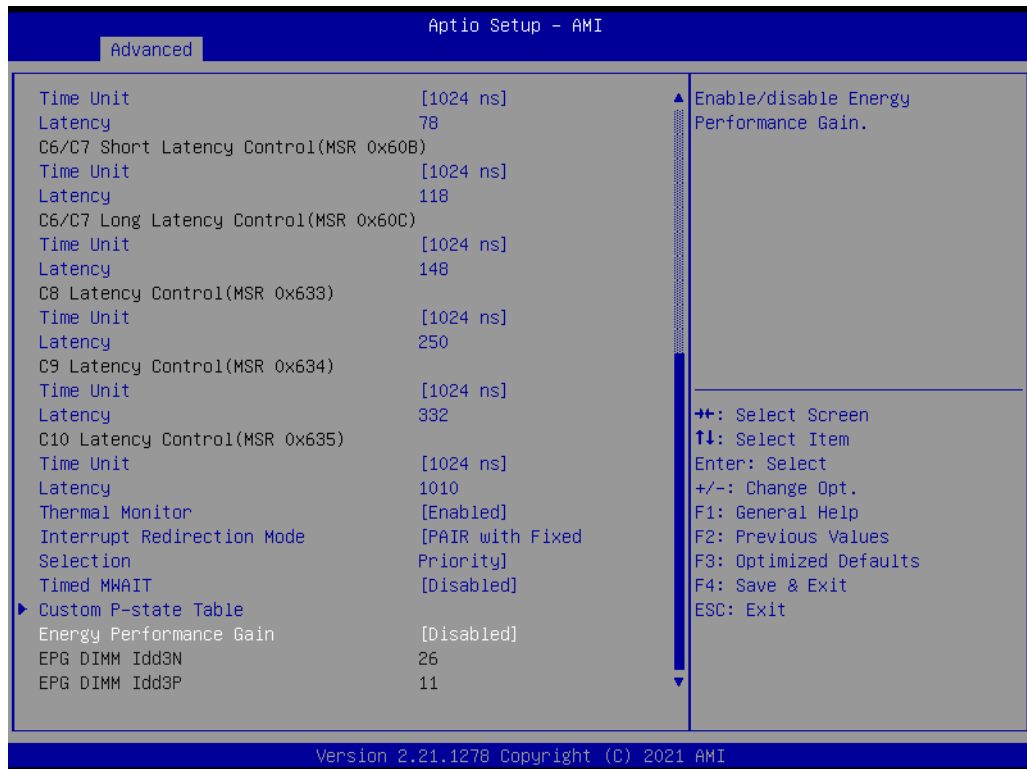 Aptio Setup - AMI
Advanced
Time Unit [1024 ns]
Latency 78
C6/C7 Short Latency Control(MSR 0x60B)
Time Unit [1024 ns]
Latency 118
C6/C7 Long Latency Control(MSR 0x60C)
Time Unit [1024 ns]
Latency 148
C8 Latency Control(MSR 0x633)
Time Unit [1024 ns]
Latency 250
C9 Latency Control(MSR 0x634)
Time Unit [1024 ns]
Latency 332
C10 Latency Control(MSR 0x635)
Time Unit [1024 ns]
Latency 1010
Thermal Monitor [Enabled]
Interrupt Redirection Mode [PAIR with Fixed
Selection Priority]
Timed MWAIT [Disabled]
Custom P-state Table
Energy Performance Gain [Disabled]
EPG DIMM Idd3N 26
EPG DIMM Idd3P 11
Enable/disable Energy
Performance Gain.
→←: Select Screen
↑↓: Select Item
Enter: Select
+/-: Change Opt.
F1: General Help
F2: Previous Values
F3: Optimized Defaults
F4: Save & Exit
ESC: Exit
Version 2.21.1278 Copyright (C) 2021 AMI